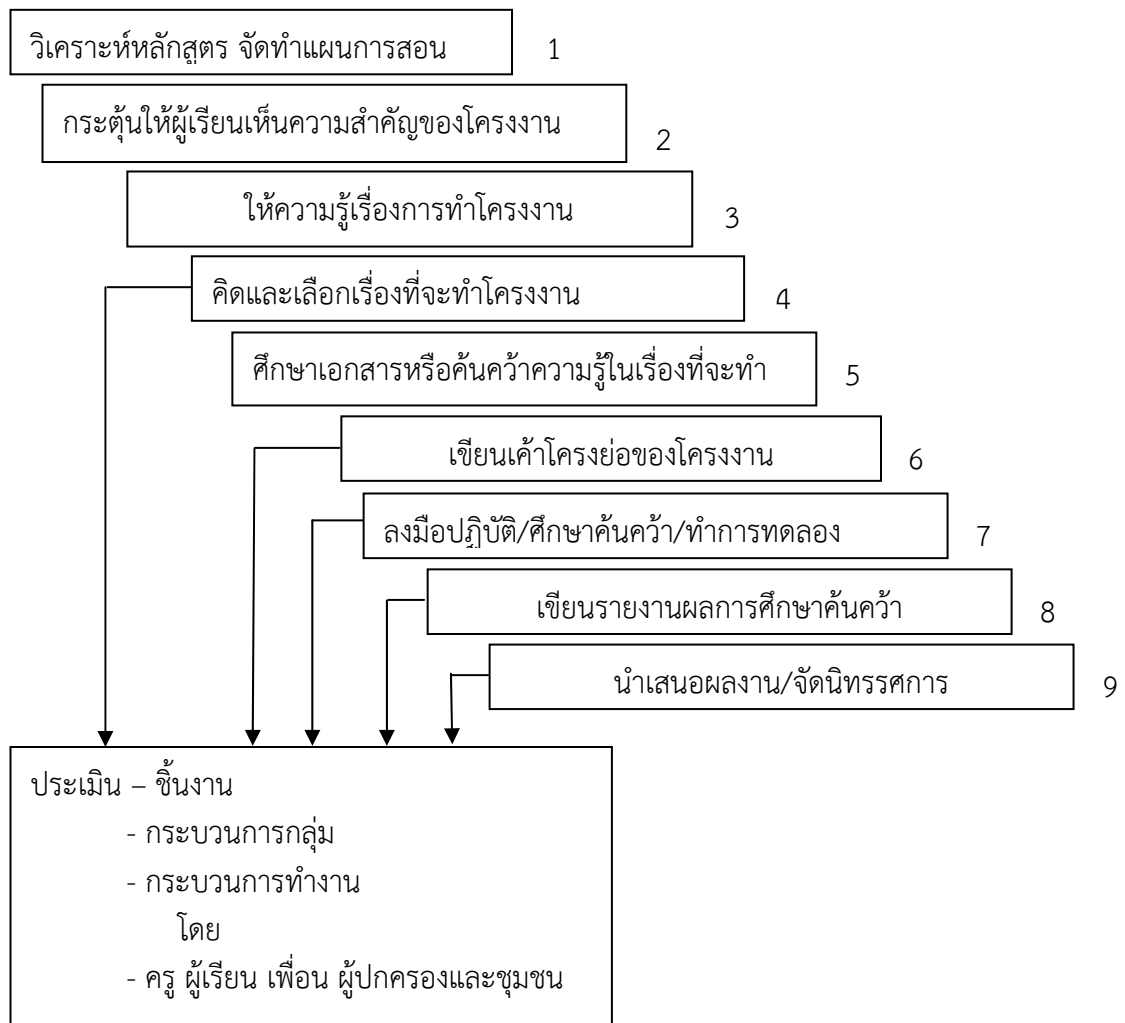 วิเคราะห์หลักสูตร จัดทำแผนการสอน 1
กระตุ้นให้ผู้เรียนเห็นความสำคัญของโครงงาน 2
ให้ความรู้เรื่องการทำโครงงาน 3
คิดและเลือกเรื่องที่จะทำโครงงาน 4
ศึกษาเอกสารหรือค้นคว้าความรู้ในเรื่องที่จะทำ 5
เขียนเค้าโครงย่อของโครงงาน 6
ลงมือปฏิบัติ/ศึกษาค้นคว้า/ทำการทดลอง 7
เขียนรายงานผลการศึกษาค้นคว้า 8
นำเสนอผลงาน/จัดนิทรรศการ 9
ประเมิน – ชิ้นงาน
- กระบวนการกลุ่ม
- กระบวนการทำงาน
โดย
- ครู ผู้เรียน เพื่อน ผู้ปกครองและชุมชน